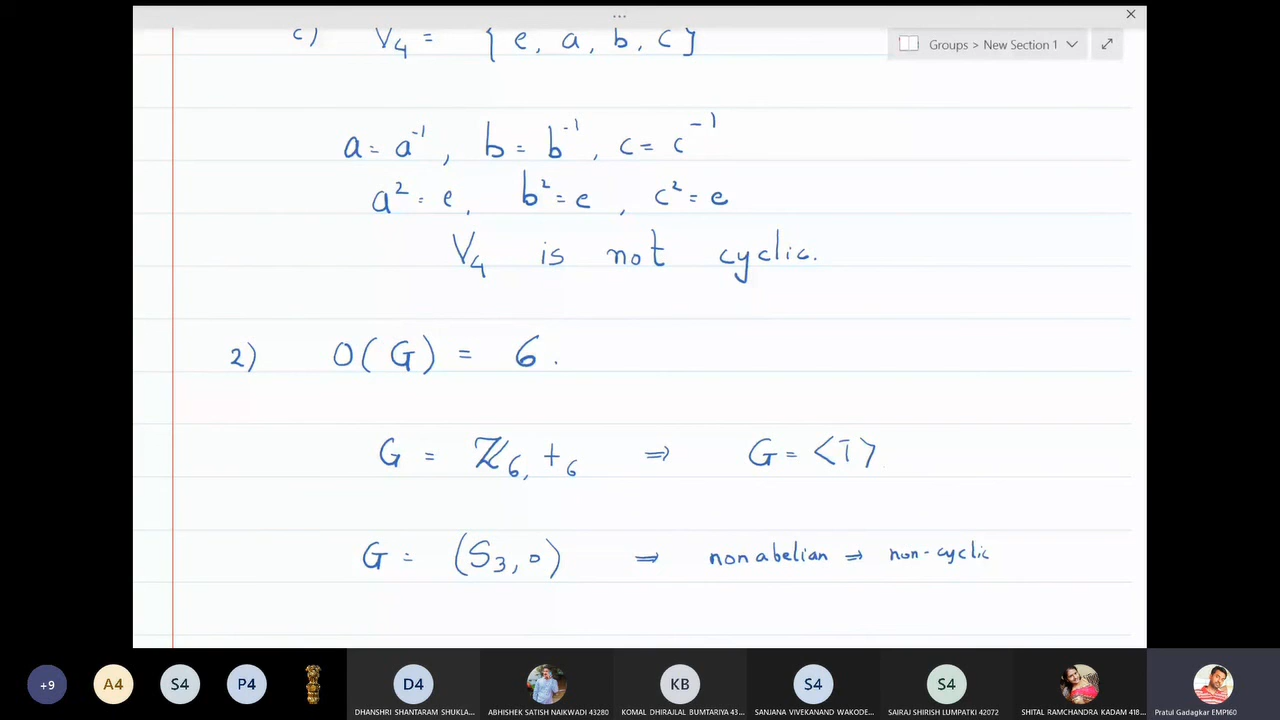 ...
Groups > New Section 1
c) V₄ = { e, a, b, c }
a = a⁻¹, b = b⁻¹, c = c⁻¹
a² = e, b² = e, c² = e
V₄ is not cyclic.
2) O(G) = 6.
G = ℤ₆, +₆ ⇒ G = <1̅>
G = (S₃, ∘) ⇒ nonabelian ⇒ non-cyclic
+9 A4 S4 P4 D4 KB S4 S4
DHANSHRI SHANTARAM SHUKLA... ABHISHEK SATISH NAIKWADI 43280 KOMAL DHIRAJLAL BUMTARIYA 43... SANJANA VIVEKANAND WAKODE... SAIRAJ SHIRISH LUMPATKI 42072 SHITAL RAMCHANDRA KADAM 418... Pratul Gadagkar EMP160